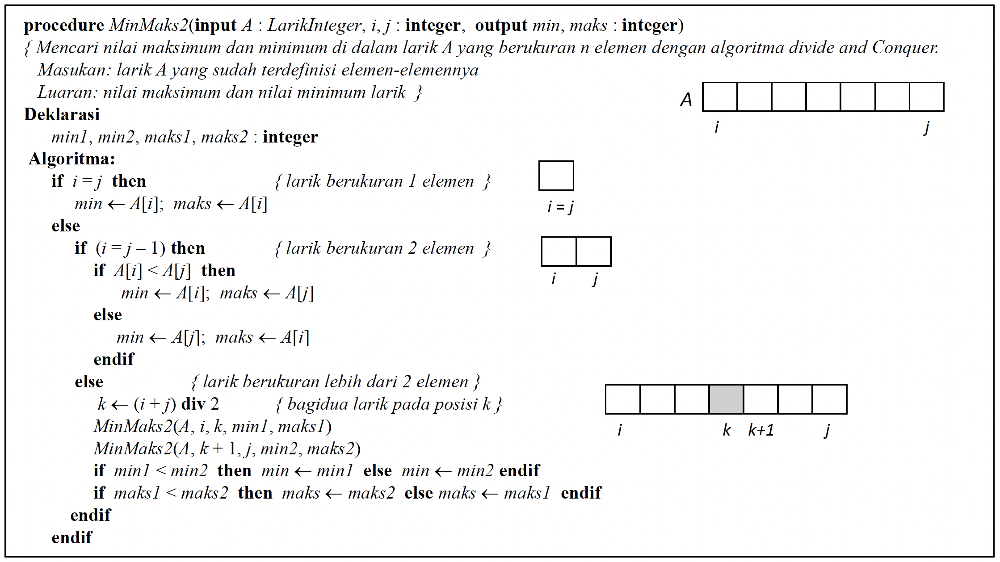 procedure MinMaks2(input A : LarikInteger, i, j : integer, output min, maks : integer)
{ Mencari nilai maksimum dan minimum di dalam larik A yang berukuran n elemen dengan algoritma divide and Conquer.
Masukan: larik A yang sudah terdefinisi elemen-elemennya
Luaran: nilai maksimum dan nilai minimum larik }
A
i j
Deklarasi
min1, min2, maks1, maks2 : integer
Algoritma:
if i = j then { larik berukuran 1 elemen }
min ← A[i]; maks ← A[i]
i = j
else
if (i = j – 1) then { larik berukuran 2 elemen }
if A[i] < A[j] then
i j
min ← A[i]; maks ← A[j]
else
min ← A[j]; maks ← A[i]
endif
else { larik berukuran lebih dari 2 elemen }
k ← (i + j) div 2 { bagidua larik pada posisi k }
MinMaks2(A, i, k, min1, maks1)
i k k+1 j
MinMaks2(A, k + 1, j, min2, maks2)
if min1 < min2 then min ← min1 else min ← min2 endif
if maks1 < maks2 then maks ← maks2 else maks ← maks1 endif
endif
endif